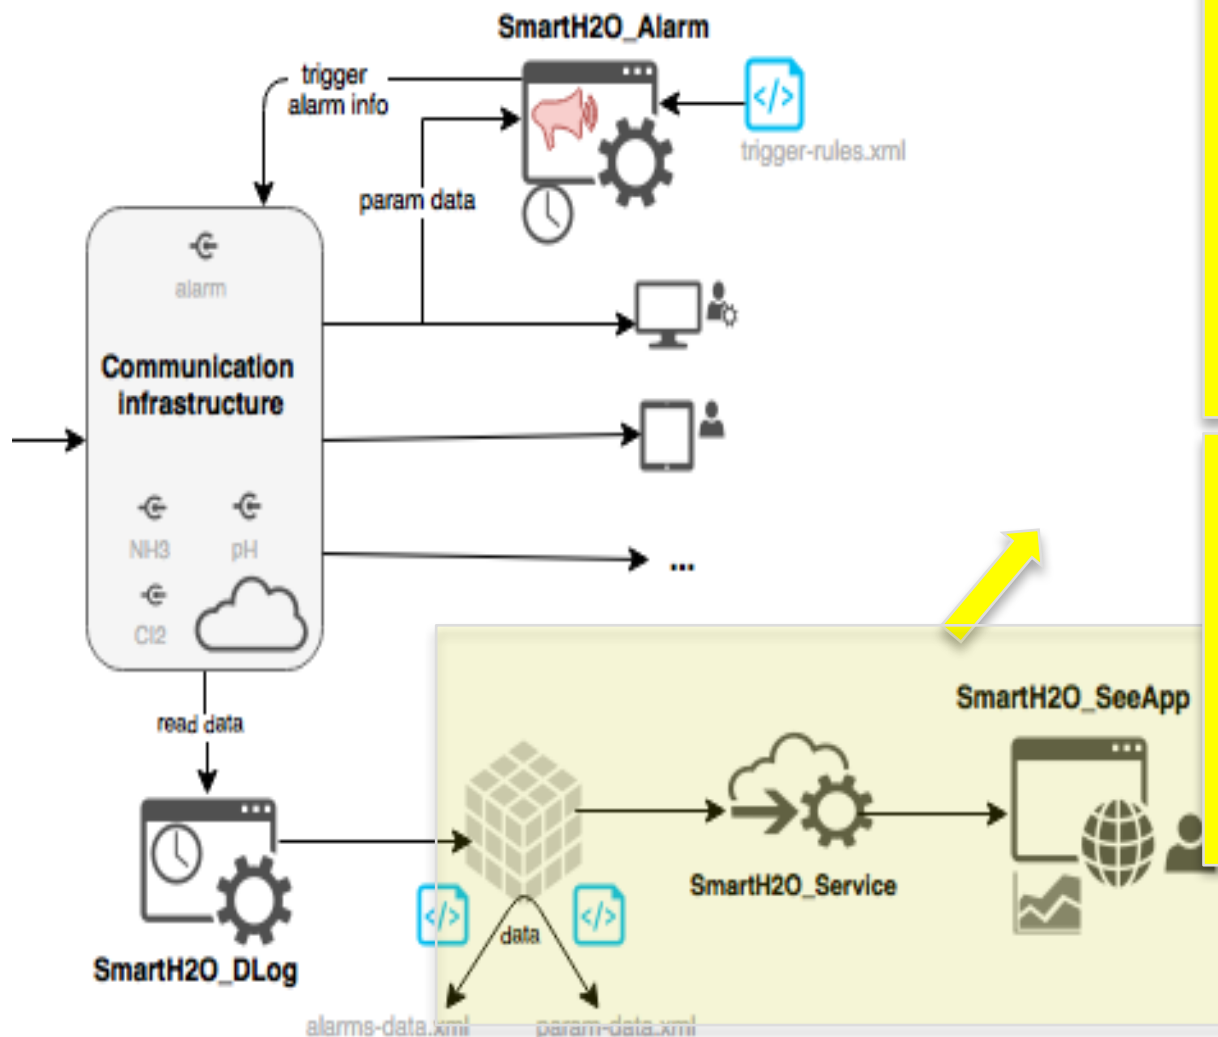 SmartH2O_Alarm
trigger
alarm info
</>
trigger-rules.xml
param data
alarm
Communication
infrastructure
NH3
pH
Cl2
...
read data
SmartH2O_SeeApp
SmartH2O_Service
</>
</>
data
SmartH2O_DLog
alarms-data.xml
param-data.xml